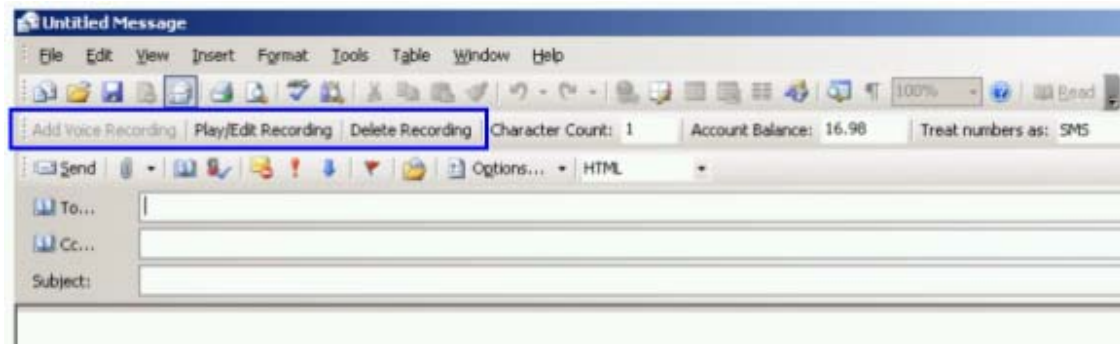 Untitled Message
File Edit View Insert Format Tools Table Window Help
100% Read
Add Voice Recording Play/Edit Recording Delete Recording Character Count: 1 Account Balance: 16.98 Treat numbers as: SMS
Send Options... HTML
To...
Cc...
Subject: